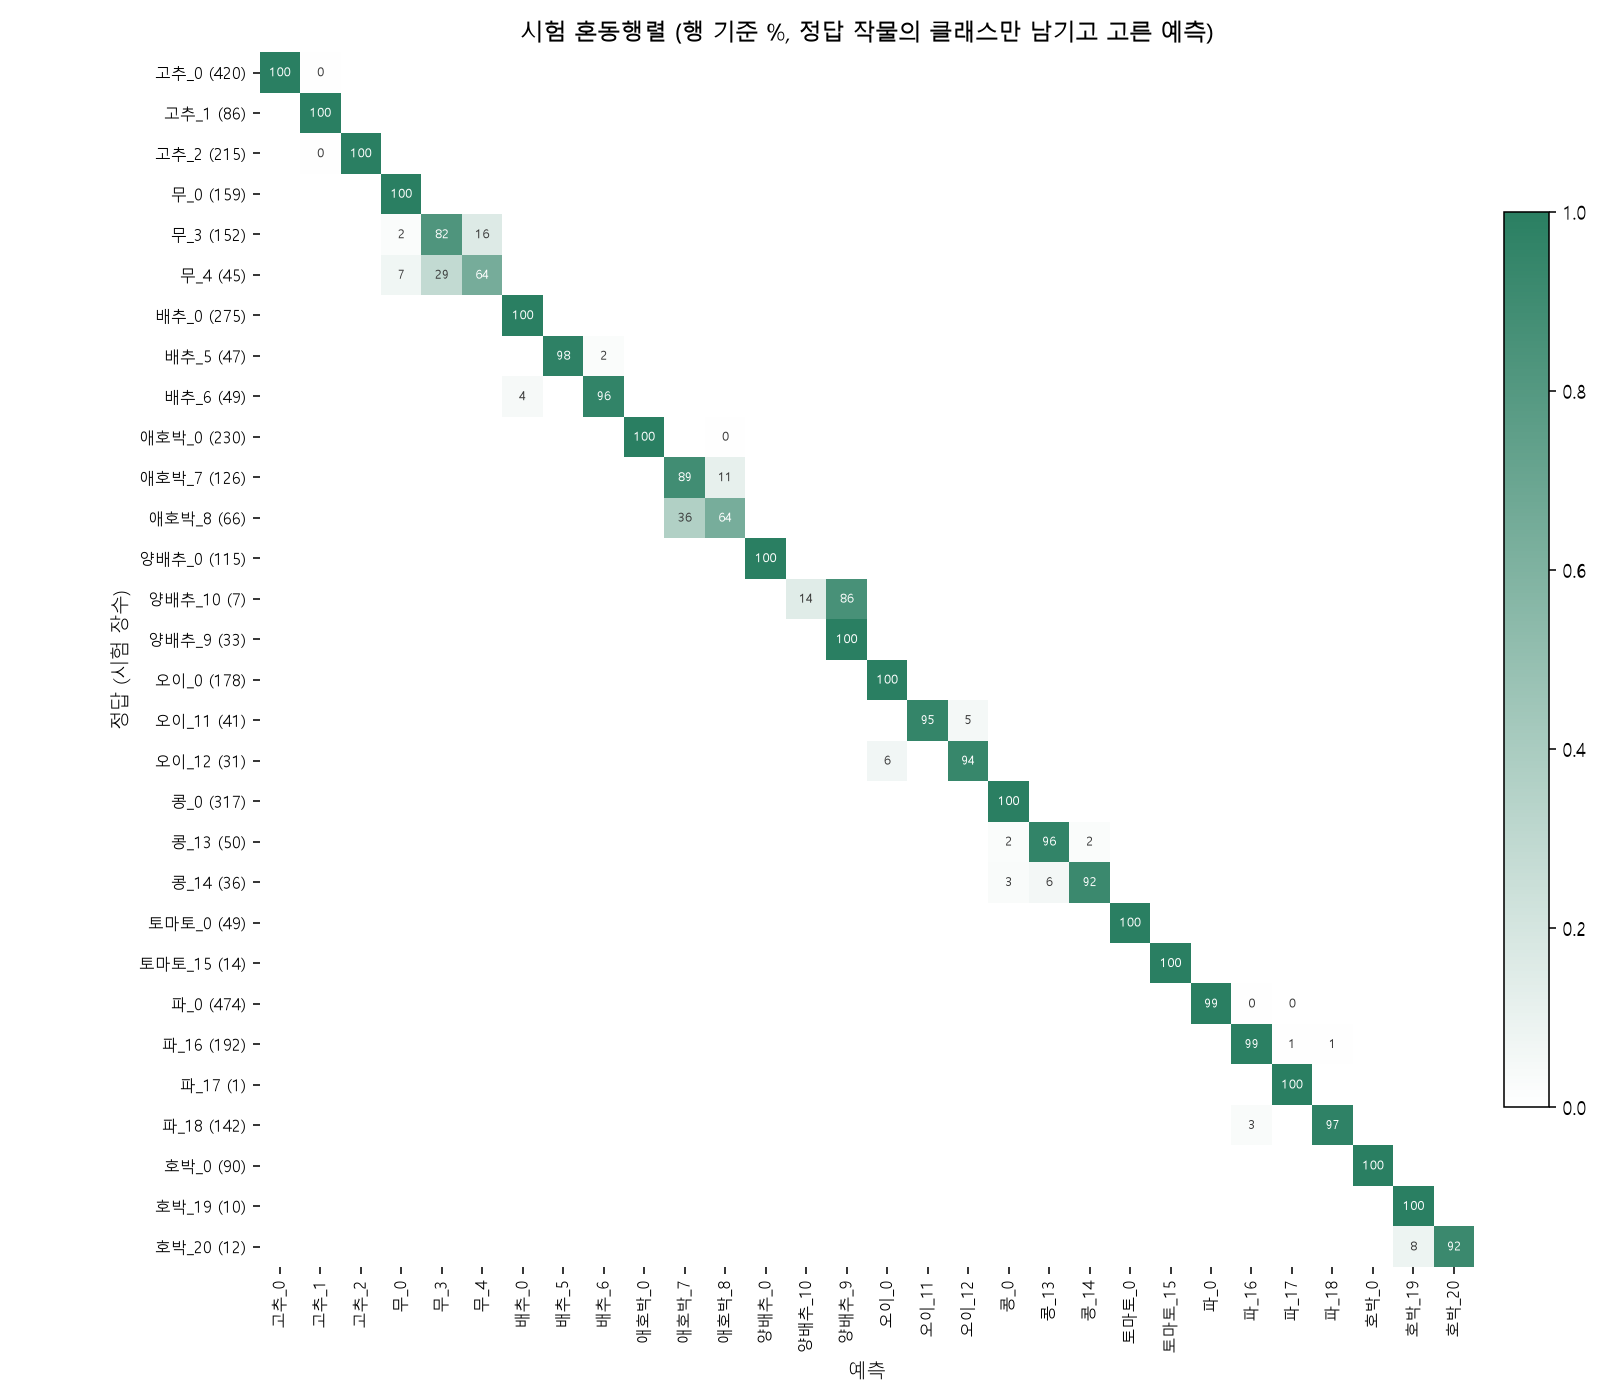 시험 혼동행렬 (행 기준 %, 정답 작물의 클래스만 남기고 고른 예측)
고추_0 (420) 100 0
고추_1 (86) 100
고추_2 (215) 0 100
무_0 (159) 100
무_3 (152) 2 82 16
무_4 (45) 7 29 64
배추_0 (275) 100
배추_5 (47) 98 2
배추_6 (49) 4 96
애호박_0 (230) 100 0
애호박_7 (126) 89 11
애호박_8 (66) 36 64
양배추_0 (115) 100
양배추_10 (7) 14 86
양배추_9 (33) 100
오이_0 (178) 100
오이_11 (41) 95 5
오이_12 (31) 6 94
콩_0 (317) 100
콩_13 (50) 2 96 2
콩_14 (36) 3 6 92
토마토_0 (49) 100
토마토_15 (14) 100
파_0 (474) 99 0 0
파_16 (192) 99 1 1
파_17 (1) 100
파_18 (142) 3 97
호박_0 (90) 100
호박_19 (10) 100
호박_20 (12) 8 92
정답 (시험 장수)
고추_0
고추_1
고추_2
무_0
무_3
무_4
배추_0
배추_5
배추_6
애호박_0
애호박_7
애호박_8
양배추_0
양배추_10
양배추_9
오이_0
오이_11
오이_12
콩_0
콩_13
콩_14
토마토_0
토마토_15
파_0
파_16
파_17
파_18
호박_0
호박_19
호박_20
예측
1.0
0.8
0.6
0.4
0.2
0.0